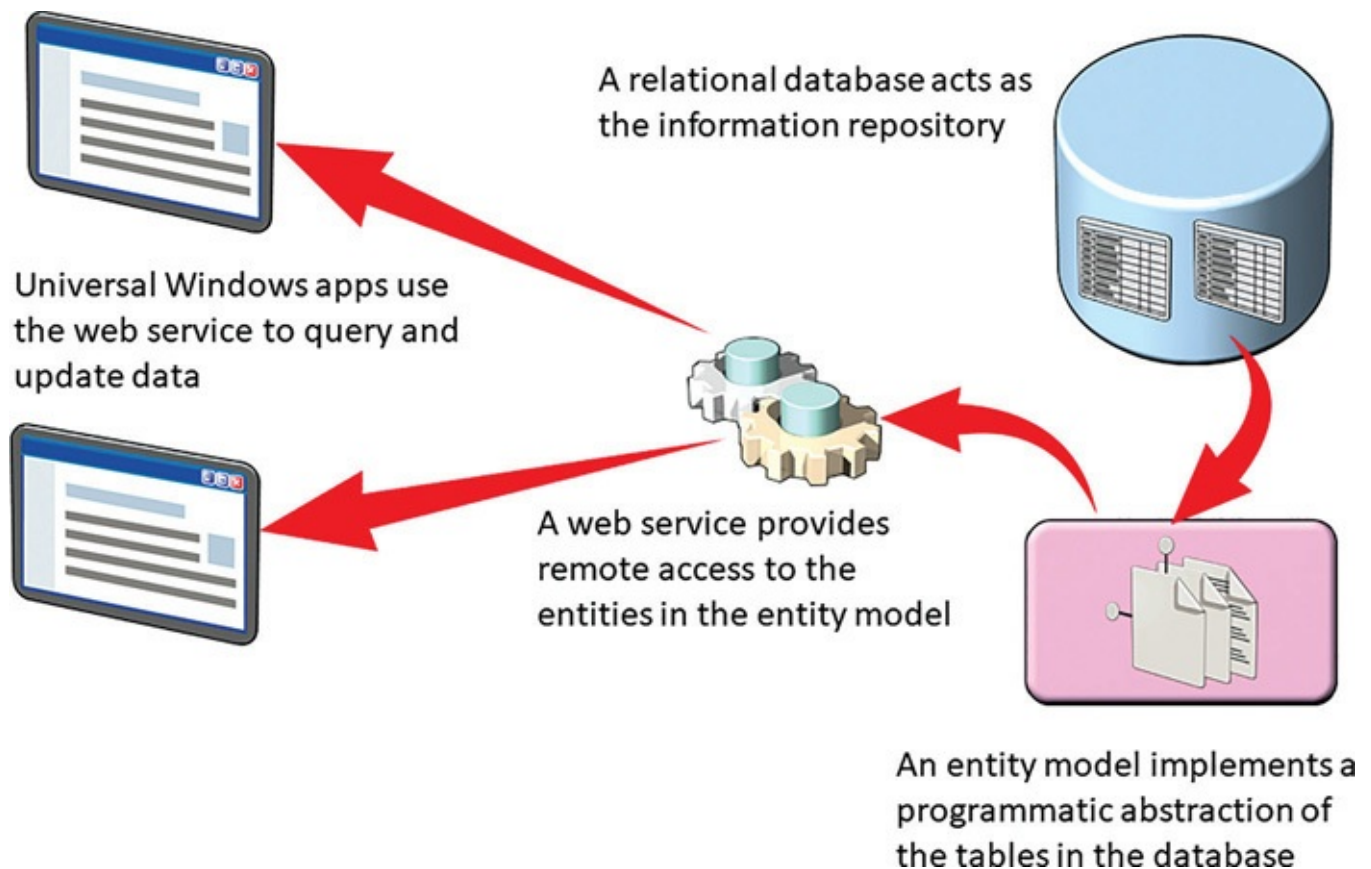 A relational database acts as
the information repository
Universal Windows apps use
the web service to query and
update data
A web service provides
remote access to the
entities in the entity model
An entity model implements a
programmatic abstraction of
the tables in the database